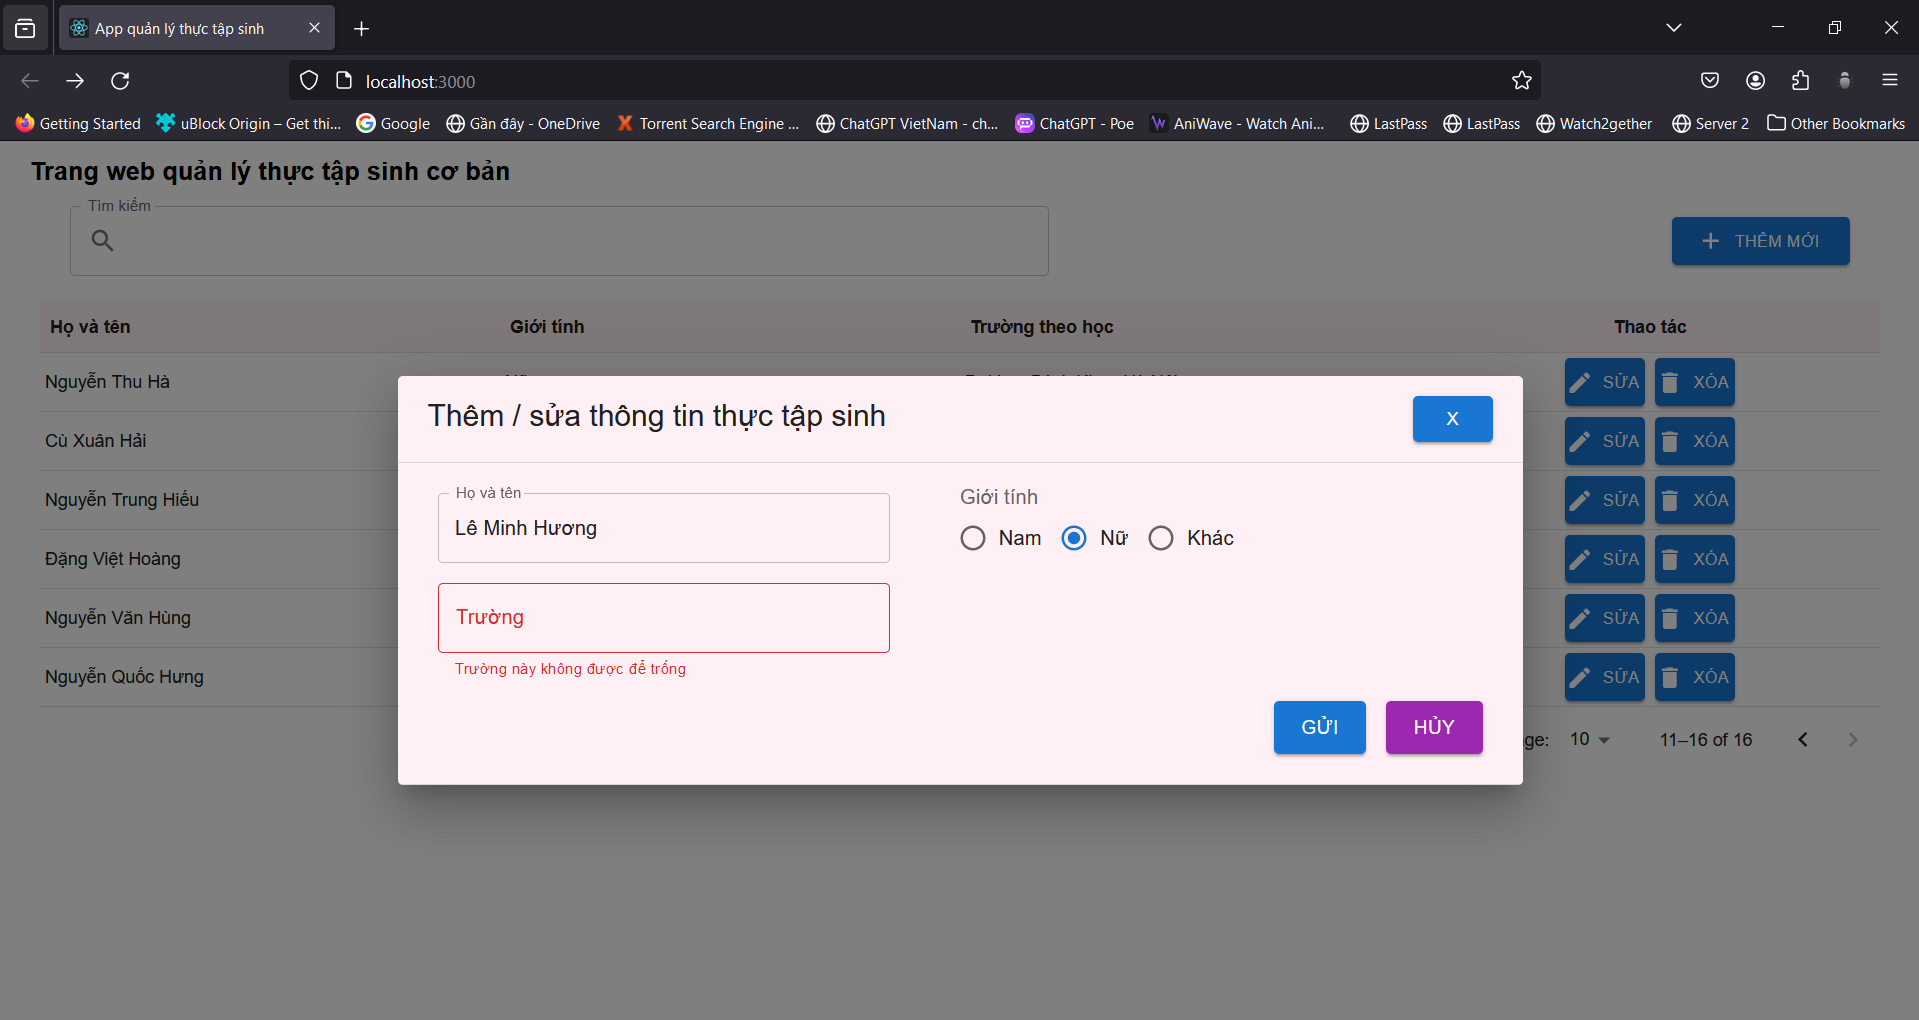 App quản lý thực tập sinh
localhost:3000
Getting Started
uBlock Origin – Get thi...
Google
Gần đây - OneDrive
Torrent Search Engine ...
ChatGPT VietNam - ch...
ChatGPT - Poe
AniWave - Watch Ani...
LastPass
LastPass
Watch2gether
Server 2
Other Bookmarks
Trang web quản lý thực tập sinh cơ bản
Tìm kiếm
THÊM MỚI
Họ và tên Giới tính Trường theo học Thao tác
Nguyễn Thu Hà SỬA XÓA
Cù Xuân Hải SỬA XÓA
Nguyễn Trung Hiếu SỬA XÓA
Đặng Việt Hoàng SỬA XÓA
Nguyễn Văn Hùng SỬA XÓA
Nguyễn Quốc Hưng SỬA XÓA
Thêm / sửa thông tin thực tập sinh
X
Họ và tên
Lê Minh Hương
Giới tính
Nam Nữ Khác
Trường
Trường này không được để trống
GỬI HỦY
ge: 10 11–16 of 16